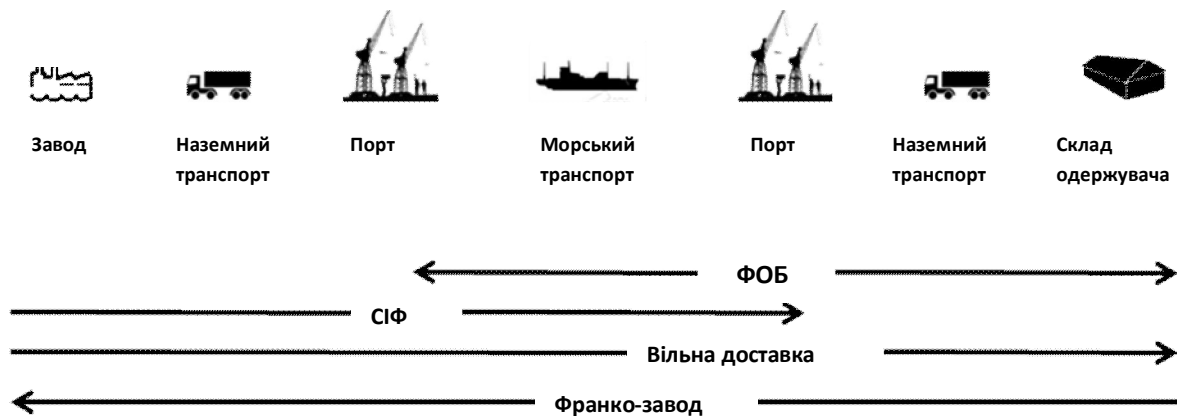 Завод
Наземний
транспорт
Порт
Морський
транспорт
Порт
Наземний
транспорт
Склад
одержувача
ФОБ
СІФ
Вільна доставка
Франко-завод